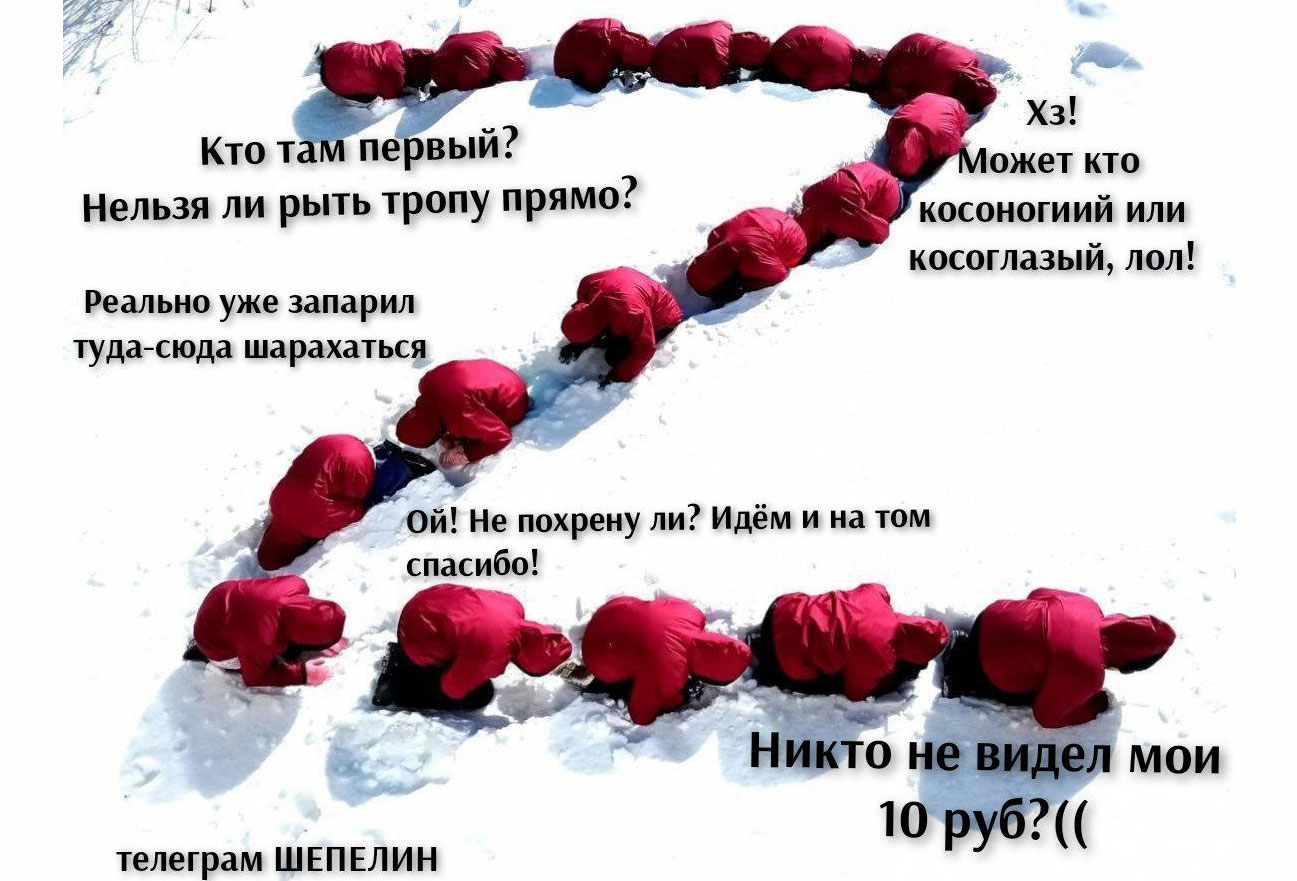 Кто там первый?
Нельзя ли рыть тропу прямо?
Хз!
Может кто
косоногиий или
косоглазый, лол!
Реально уже запарил
туда-сюда шарахаться
Ой! Не похрену ли? Идём и на том
спасибо!
Никто не видел мои
10 руб?((
телеграм ШЕПЕЛИН